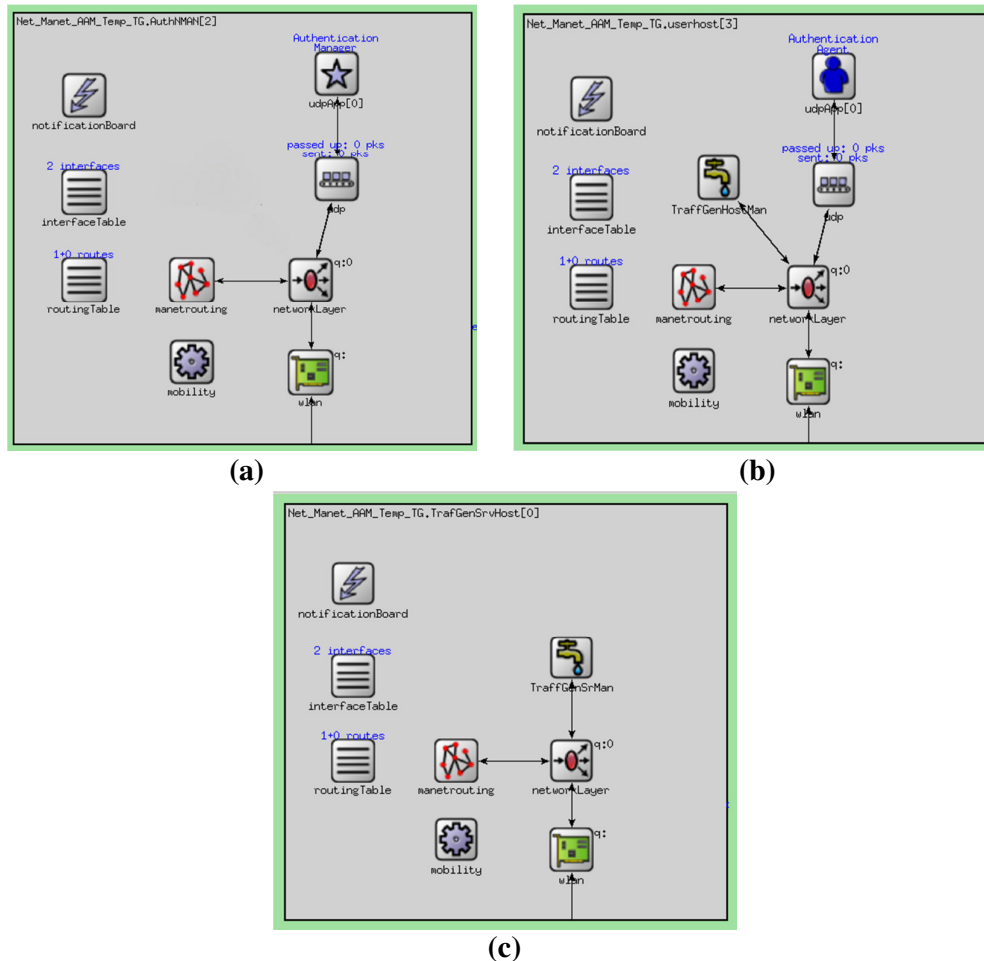 Net_Manet_AAM_Temp_TG.AuthNMAN[2]
Authentication
Manager
udpApp[0]
notificationBoard
passed up: 0 pks
sent: 0 pks
2 interfaces
udp
interfaceTable
1+0 routes
q:0
routingTable
manetrouting
networkLayer
q:
mobility
wlan
(a)
Net_Manet_AAM_Temp_TG.userhost[3]
Authentication
Agent
udpApp[0]
notificationBoard
passed up: 0 pks
sent: 0 pks
2 interfaces
TraffGenHostMan
udp
interfaceTable
1+0 routes
q:0
routingTable
manetrouting
networkLayer
q:
mobility
wlan
(b)
Net_Manet_AAM_Temp_TG.TrafGenSrvHost[0]
notificationBoard
2 interfaces
TraffGenSrMan
interfaceTable
1+0 routes
q:0
routingTable
manetrouting
networkLayer
q:
mobility
wlan
(c)